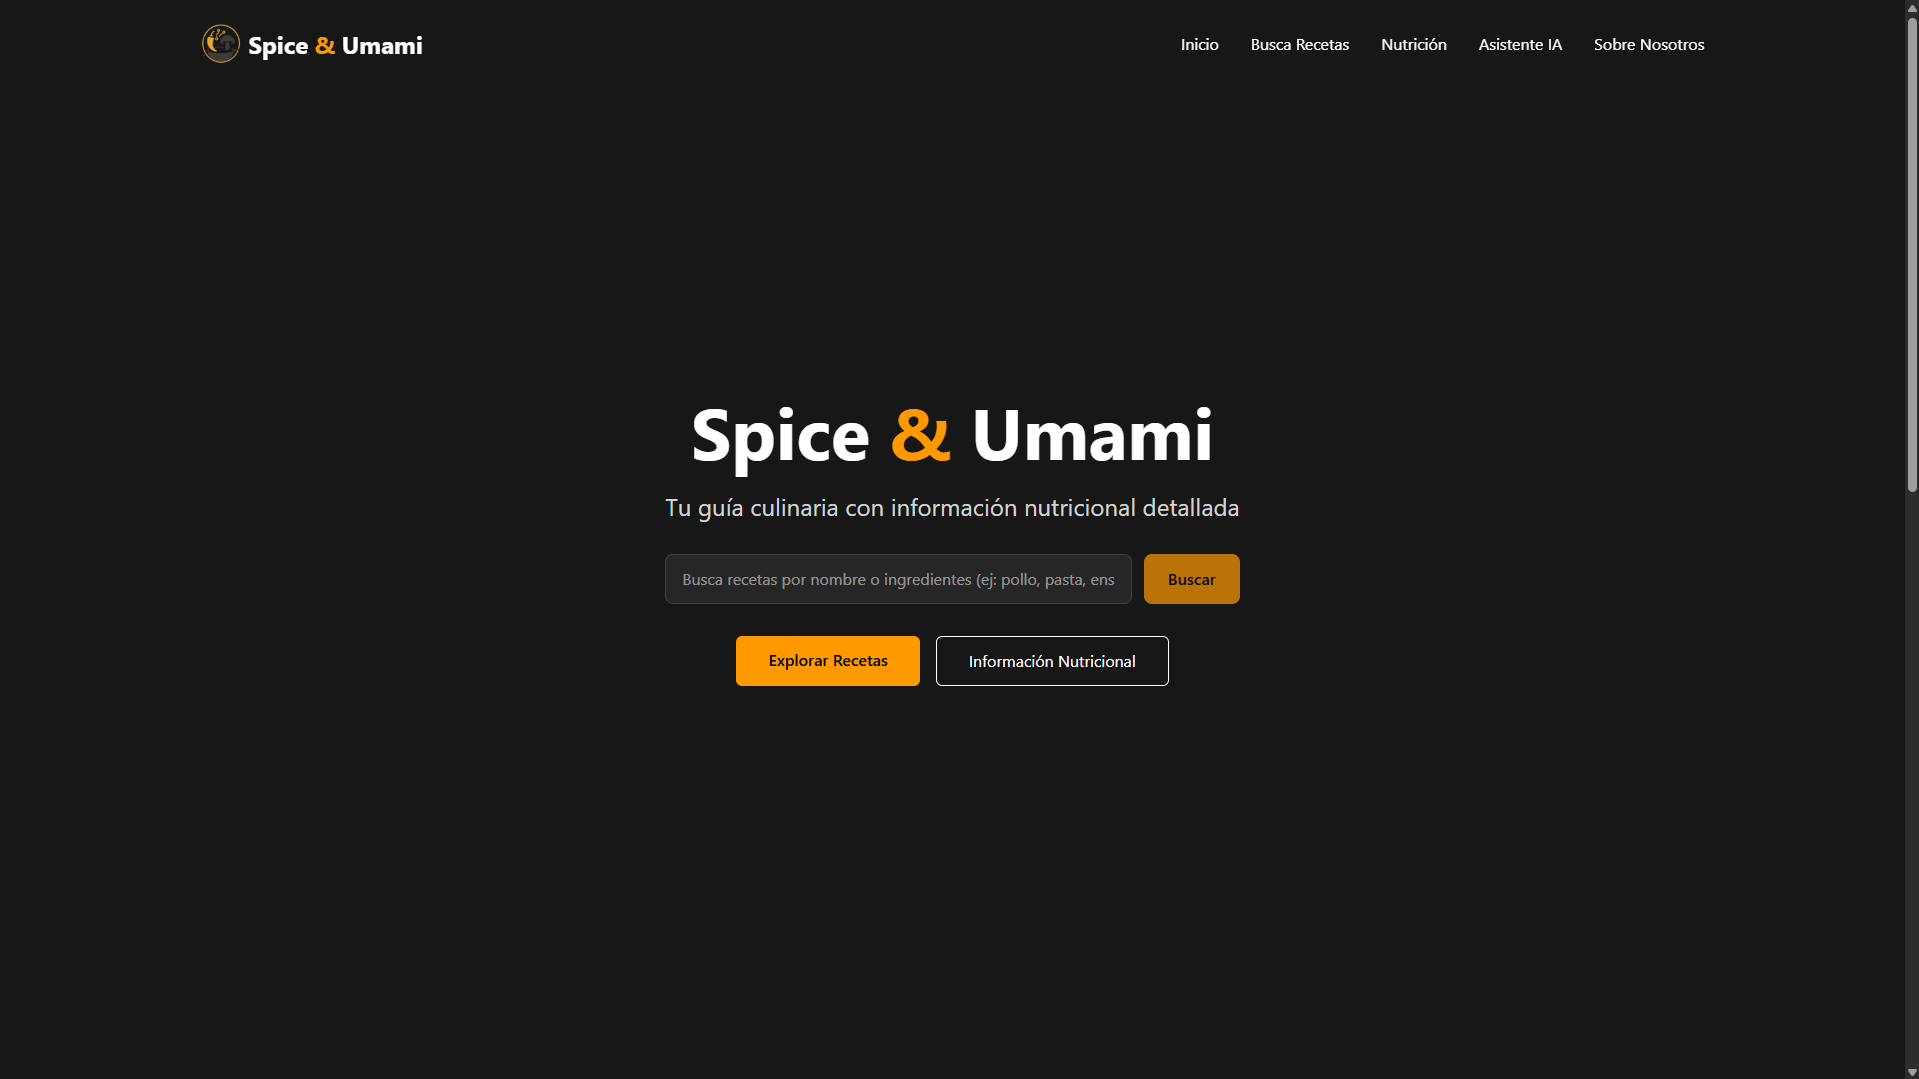 Spice & Umami
Inicio
Busca Recetas
Nutrición
Asistente IA
Sobre Nosotros
Spice & Umami
Tu guía culinaria con información nutricional detallada
Busca recetas por nombre o ingredientes (ej: pollo, pasta, ens
Buscar
Explorar Recetas
Información Nutricional